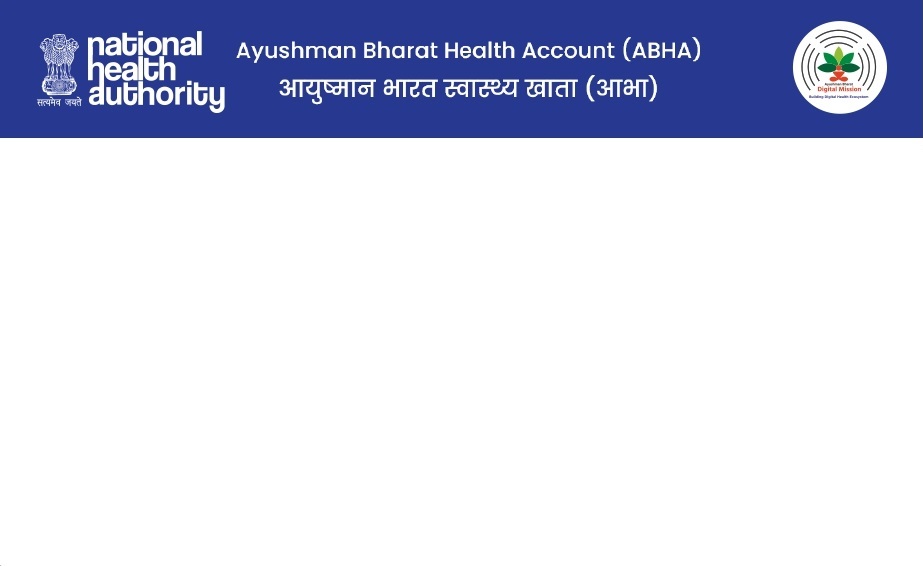 national
health
authority
सत्यमेव जयते
Ayushman Bharat Health Account (ABHA)
आयुष्मान भारत स्वास्थ्य खाता (आभा)
Ayushman Bharat
Digital Mission
Building Digital Health Ecosystem